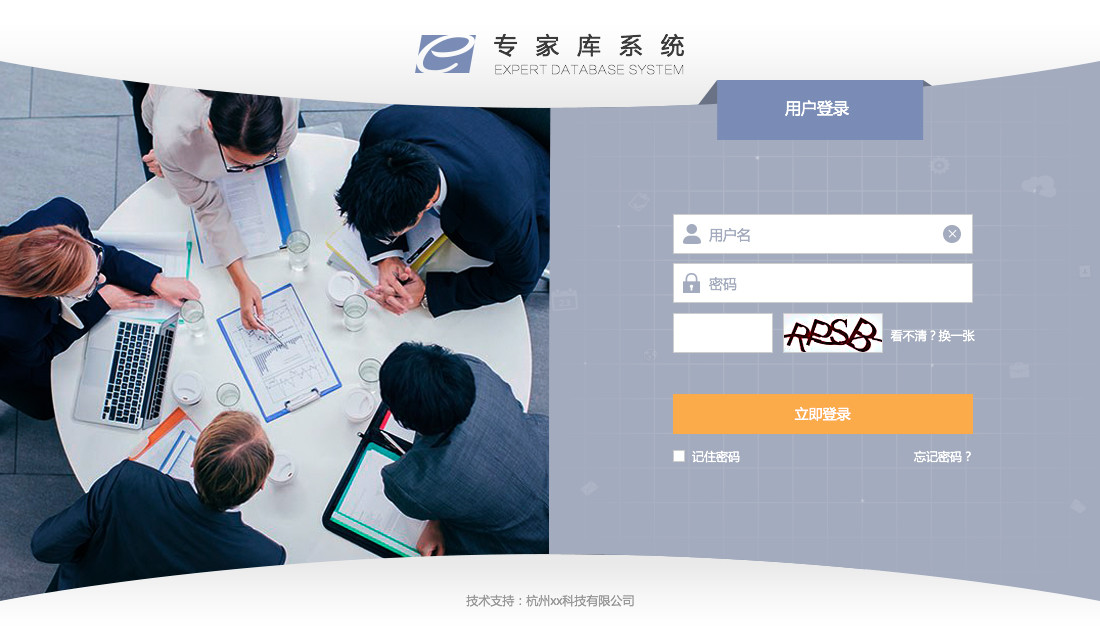 专家库系统
EXPERT DATABASE SYSTEM
用户登录
用户名
密码
RRSB 看不清？换一张
立即登录
记住密码 忘记密码？
技术支持：杭州xx科技有限公司